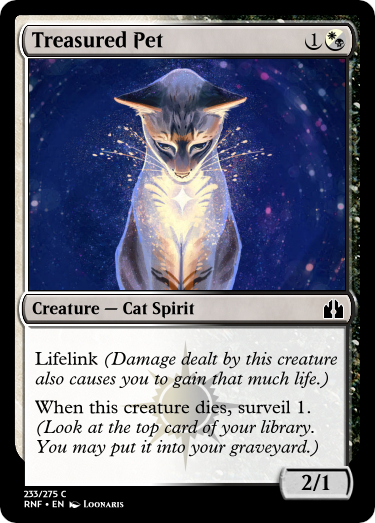 Treasured Pet 1
Creature — Cat Spirit
Lifelink (Damage dealt by this creature
also causes you to gain that much life.)
When this creature dies, surveil 1.
(Look at the top card of your library.
You may put it into your graveyard.)
2/1
233/275 C
RNF • EN Loonaris